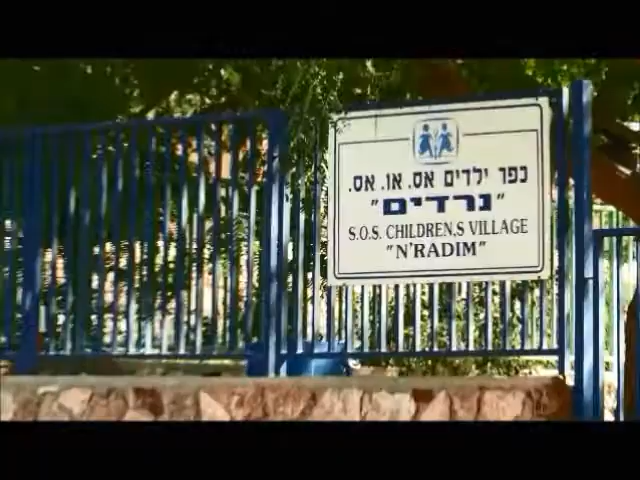 כפר ילדים אס. או. אס.
"נרדים"
S.O.S. CHILDREN,S VILLAGE
"N'RADIM"